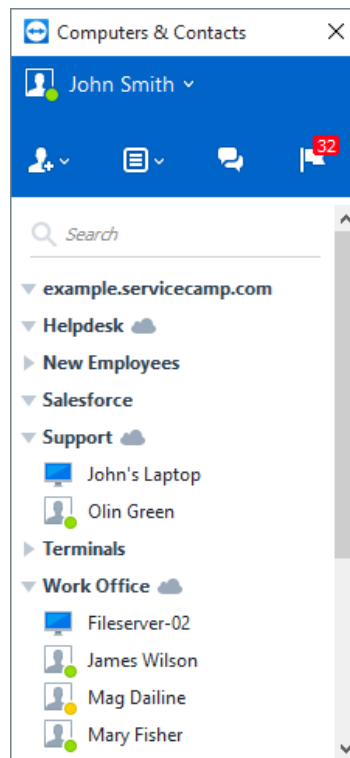 Computers & Contacts
John Smith
32
Search
example.servicecamp.com
Helpdesk
New Employees
Salesforce
Support
John's Laptop
Olin Green
Terminals
Work Office
Fileserver-02
James Wilson
Mag Dailine
Mary Fisher